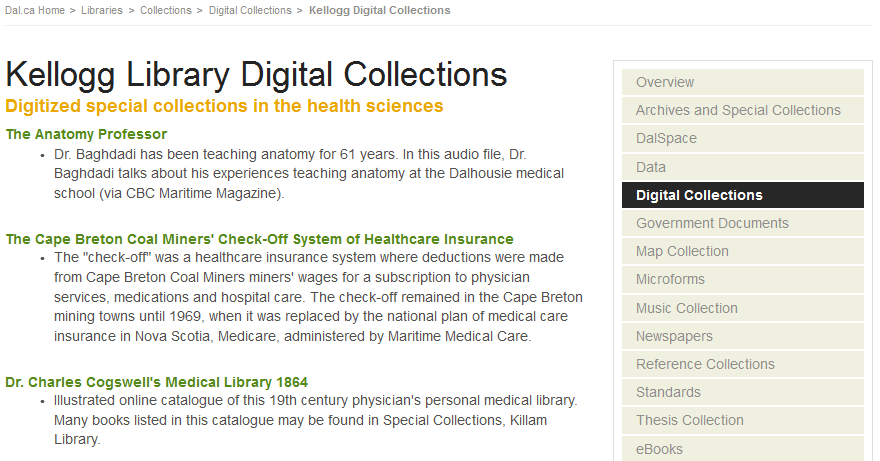 Dal.ca Home > Libraries > Collections > Digital Collections > Kellogg Digital Collections
Kellogg Library Digital Collections
Digitized special collections in the health sciences
The Anatomy Professor
• Dr. Baghdadi has been teaching anatomy for 61 years. In this audio file, Dr.
Baghdadi talks about his experiences teaching anatomy at the Dalhousie medical
school (via CBC Maritime Magazine).
The Cape Breton Coal Miners' Check-Off System of Healthcare Insurance
• The "check-off" was a healthcare insurance system where deductions were made
from Cape Breton Coal Miners miners' wages for a subscription to physician
services, medications and hospital care. The check-off remained in the Cape Breton
mining towns until 1969, when it was replaced by the national plan of medical care
insurance in Nova Scotia, Medicare, administered by Maritime Medical Care.
Dr. Charles Cogswell's Medical Library 1864
• Illustrated online catalogue of this 19th century physician's personal medical library.
Many books listed in this catalogue may be found in Special Collections, Killam
Library.
Overview
Archives and Special Collections
DalSpace
Data
Digital Collections
Government Documents
Map Collection
Microforms
Music Collection
Newspapers
Reference Collections
Standards
Thesis Collection
eBooks